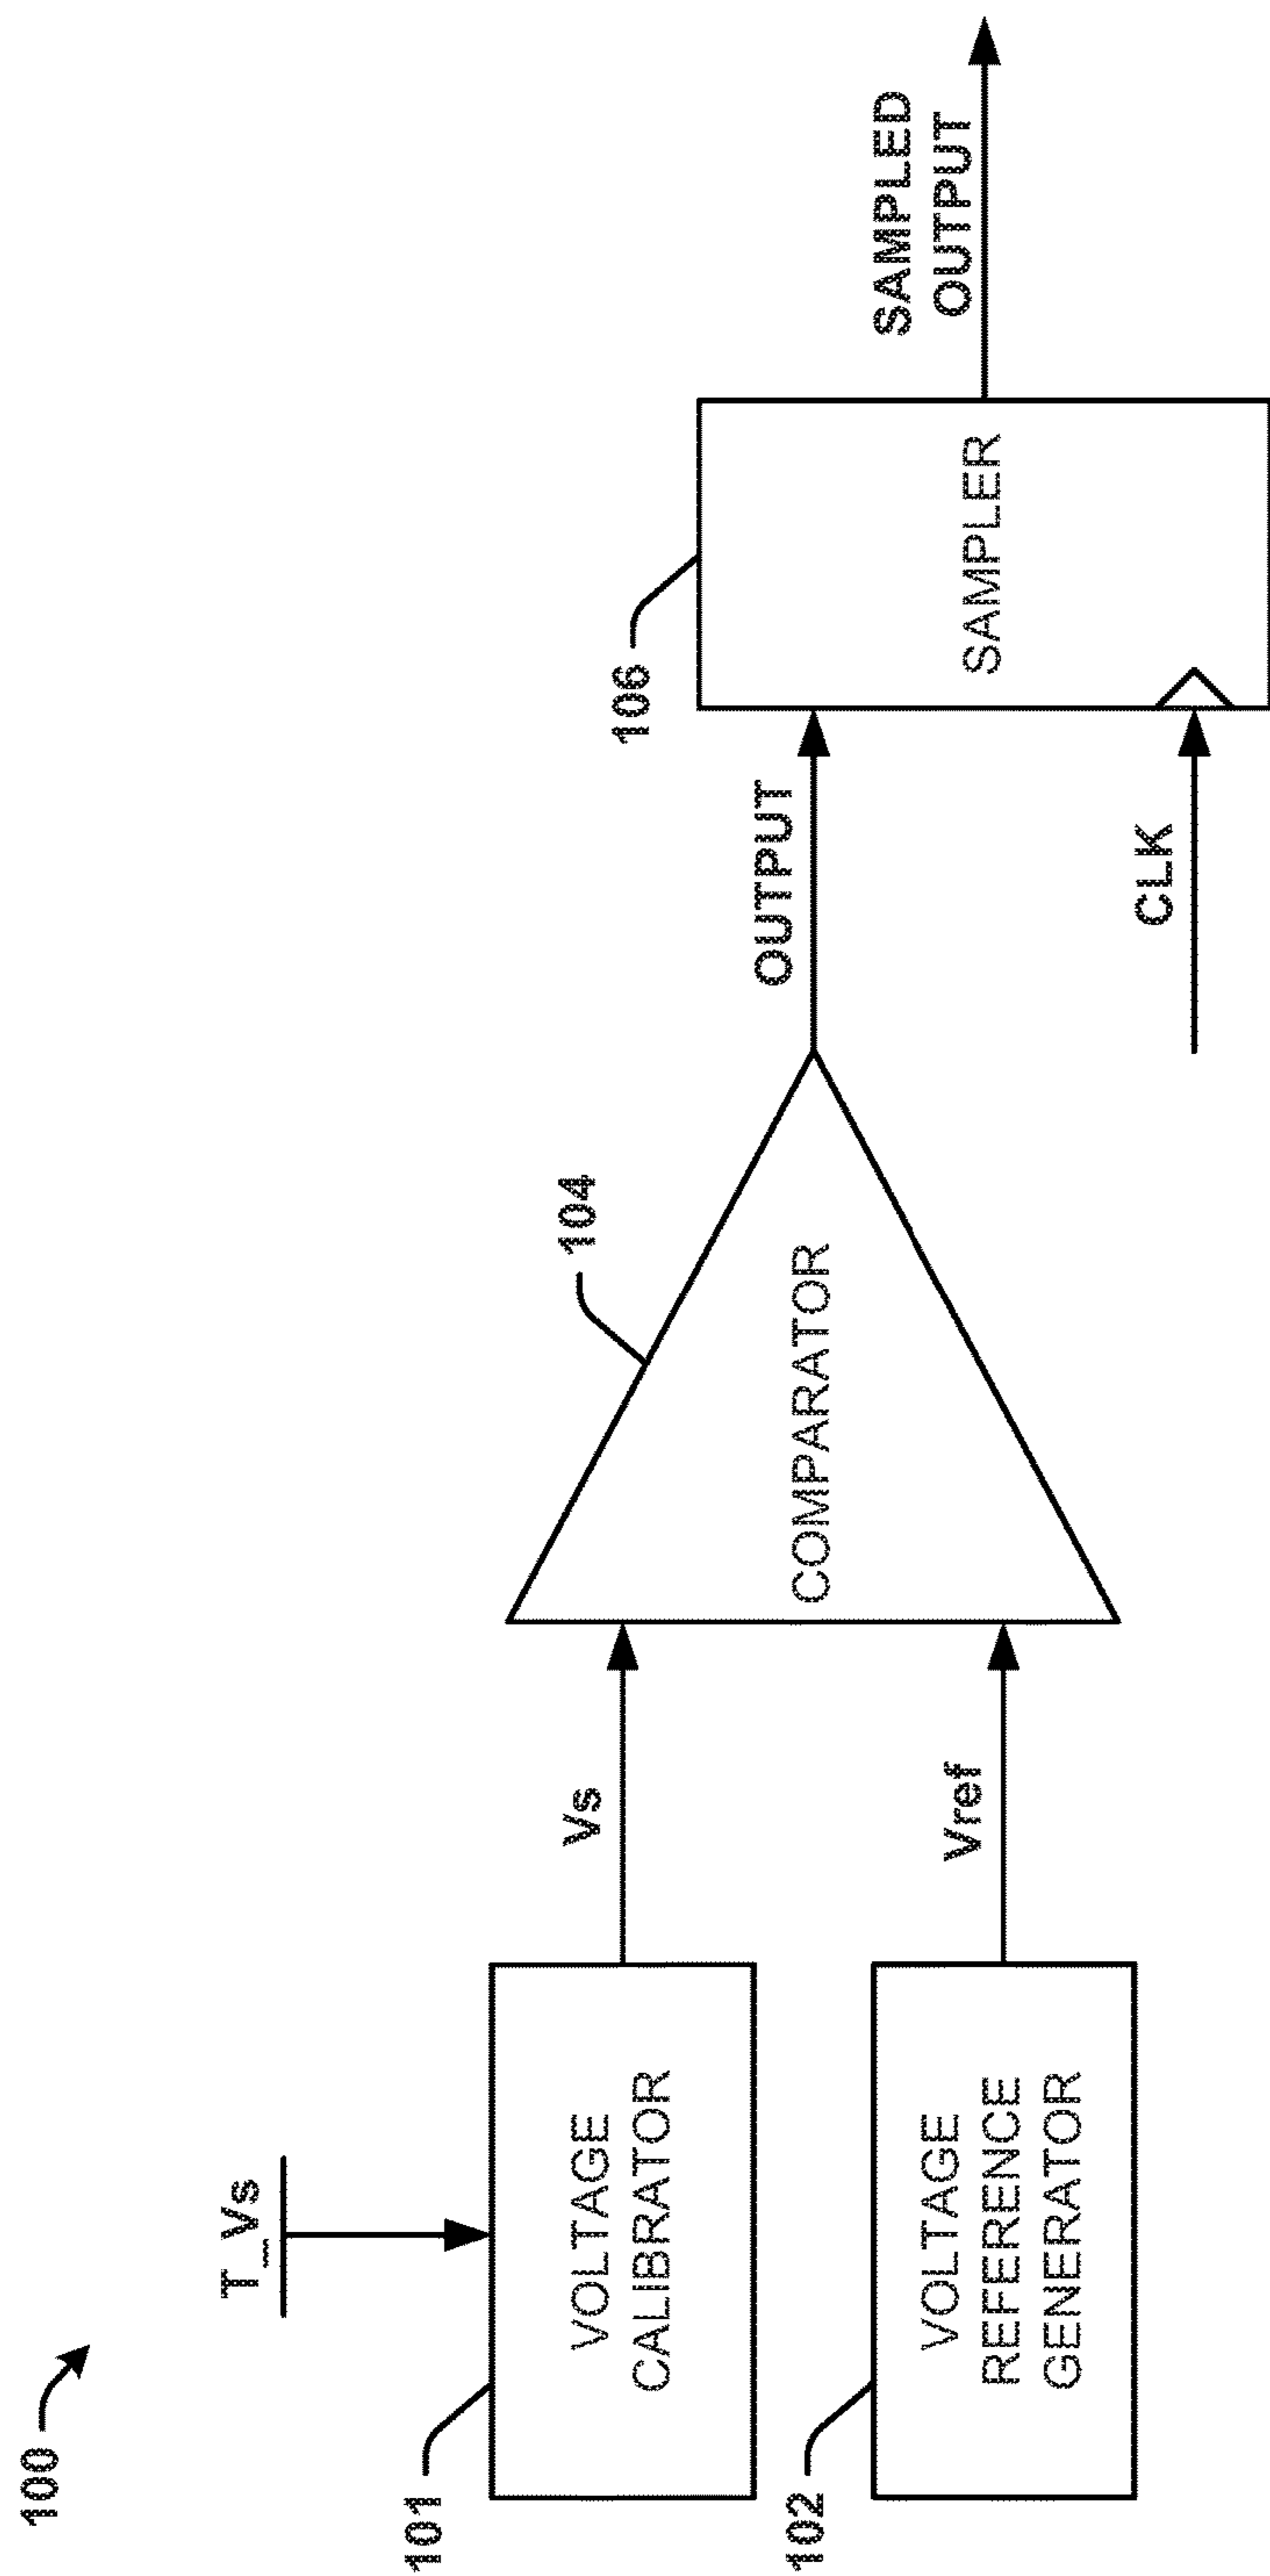 100
T_Vs
101
VOLTAGE
CALIBRATOR
102
VOLTAGE
REFERENCE
GENERATOR
Vs
Vref
104
COMPARATOR
OUTPUT
CLK
106
SAMPLER
SAMPLED
OUTPUT